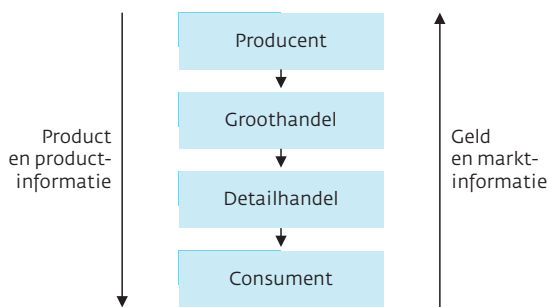 Producent
Groothandel
Product
en product-
informatie
Geld
en markt-
informatie
Detailhandel
Consument